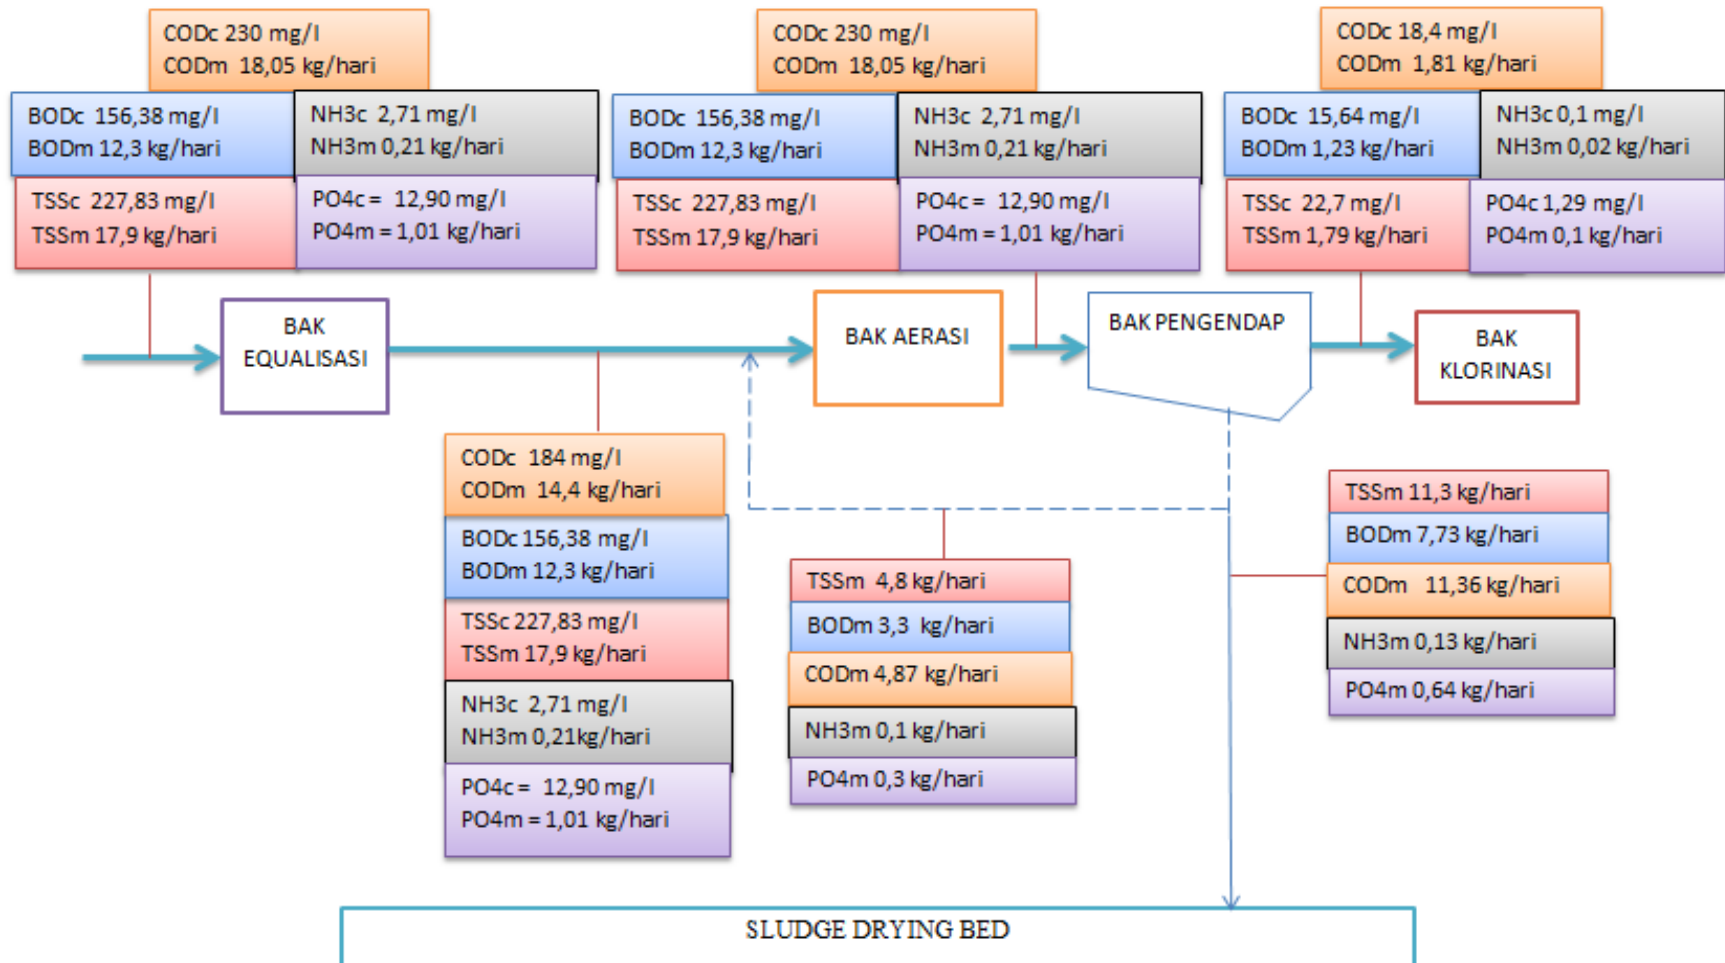 CODc 230 mg/l
CODm 18,05 kg/hari
BODc 156,38 mg/l
BODm 12,3 kg/hari
NH3c 2,71 mg/l
NH3m 0,21 kg/hari
TSSc 227,83 mg/l
TSSm 17,9 kg/hari
PO4c = 12,90 mg/l
PO4m = 1,01 kg/hari
CODc 230 mg/l
CODm 18,05 kg/hari
BODc 156,38 mg/l
BODm 12,3 kg/hari
NH3c 2,71 mg/l
NH3m 0,21 kg/hari
TSSc 227,83 mg/l
TSSm 17,9 kg/hari
PO4c = 12,90 mg/l
PO4m = 1,01 kg/hari
CODc 18,4 mg/l
CODm 1,81 kg/hari
BODc 15,64 mg/l
BODm 1,23 kg/hari
NH3c 0,1 mg/l
NH3m 0,02 kg/hari
TSSc 22,7 mg/l
TSSm 1,79 kg/hari
PO4c 1,29 mg/l
PO4m 0,1 kg/hari
BAK
EQUALISASI
BAK AERASI
BAK PENGENDAP
BAK
KLORINASI
CODc 184 mg/l
CODm 14,4 kg/hari
BODc 156,38 mg/l
BODm 12,3 kg/hari
TSSc 227,83 mg/l
TSSm 17,9 kg/hari
NH3c 2,71 mg/l
NH3m 0,21kg/hari
PO4c = 12,90 mg/l
PO4m = 1,01 kg/hari
TSSm 4,8 kg/hari
BODm 3,3 kg/hari
CODm 4,87 kg/hari
NH3m 0,1 kg/hari
PO4m 0,3 kg/hari
TSSm 11,3 kg/hari
BODm 7,73 kg/hari
CODm 11,36 kg/hari
NH3m 0,13 kg/hari
PO4m 0,64 kg/hari
SLUDGE DRYING BED